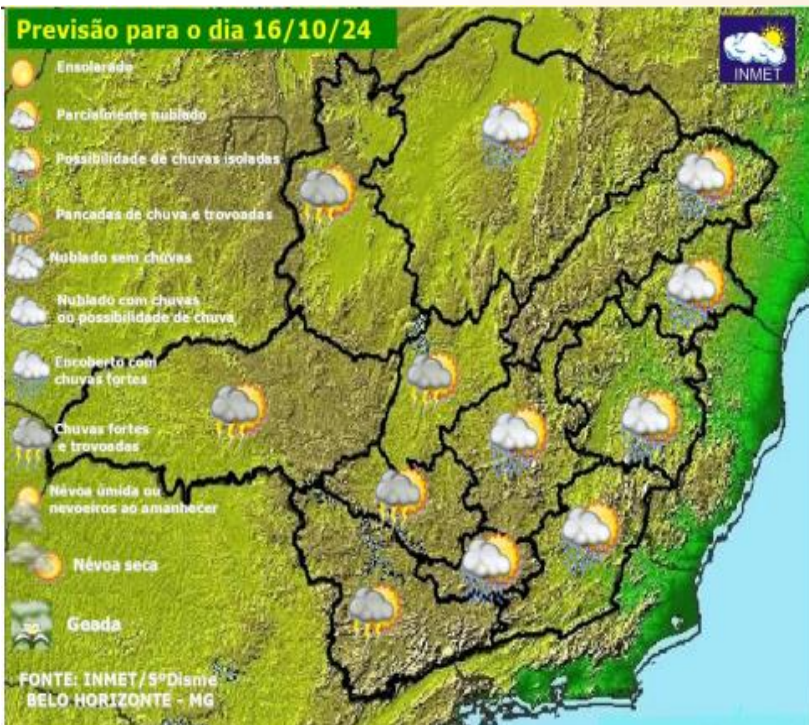 Previsão para o dia 16/10/24
INMET
Ensolarado
Parcialmente nublado
Possibilidade de chuvas isoladas
Pancadas de chuva e trovoadas
Nublado sem chuvas
Nublado com chuvas
ou possibilidade de chuva
Encoberto com
chuvas fortes
Chuvas fortes
e trovoadas
Névoa úmida ou
nevoeiros ao amanhecer
Névoa seca
Geada
FONTE: INMET/5ºDisme
BELO HORIZONTE - MG